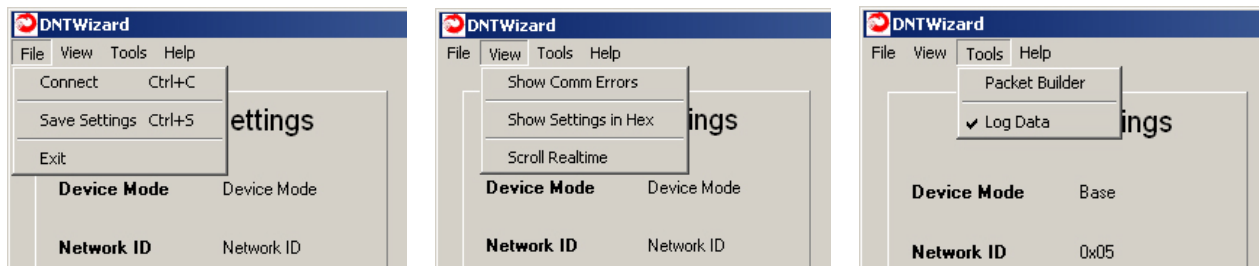 DNTWizard
File View Tools Help
Connect Ctrl+C
Save Settings Ctrl+S
Exit
ettings
Device Mode Device Mode
Network ID Network ID
DNTWizard
File View Tools Help
Show Comm Errors
Show Settings in Hex
Scroll Realtime
ings
Device Mode Device Mode
Network ID Network ID
DNTWizard
File View Tools Help
Packet Builder
Log Data
ings
Device Mode Base
Network ID 0x05